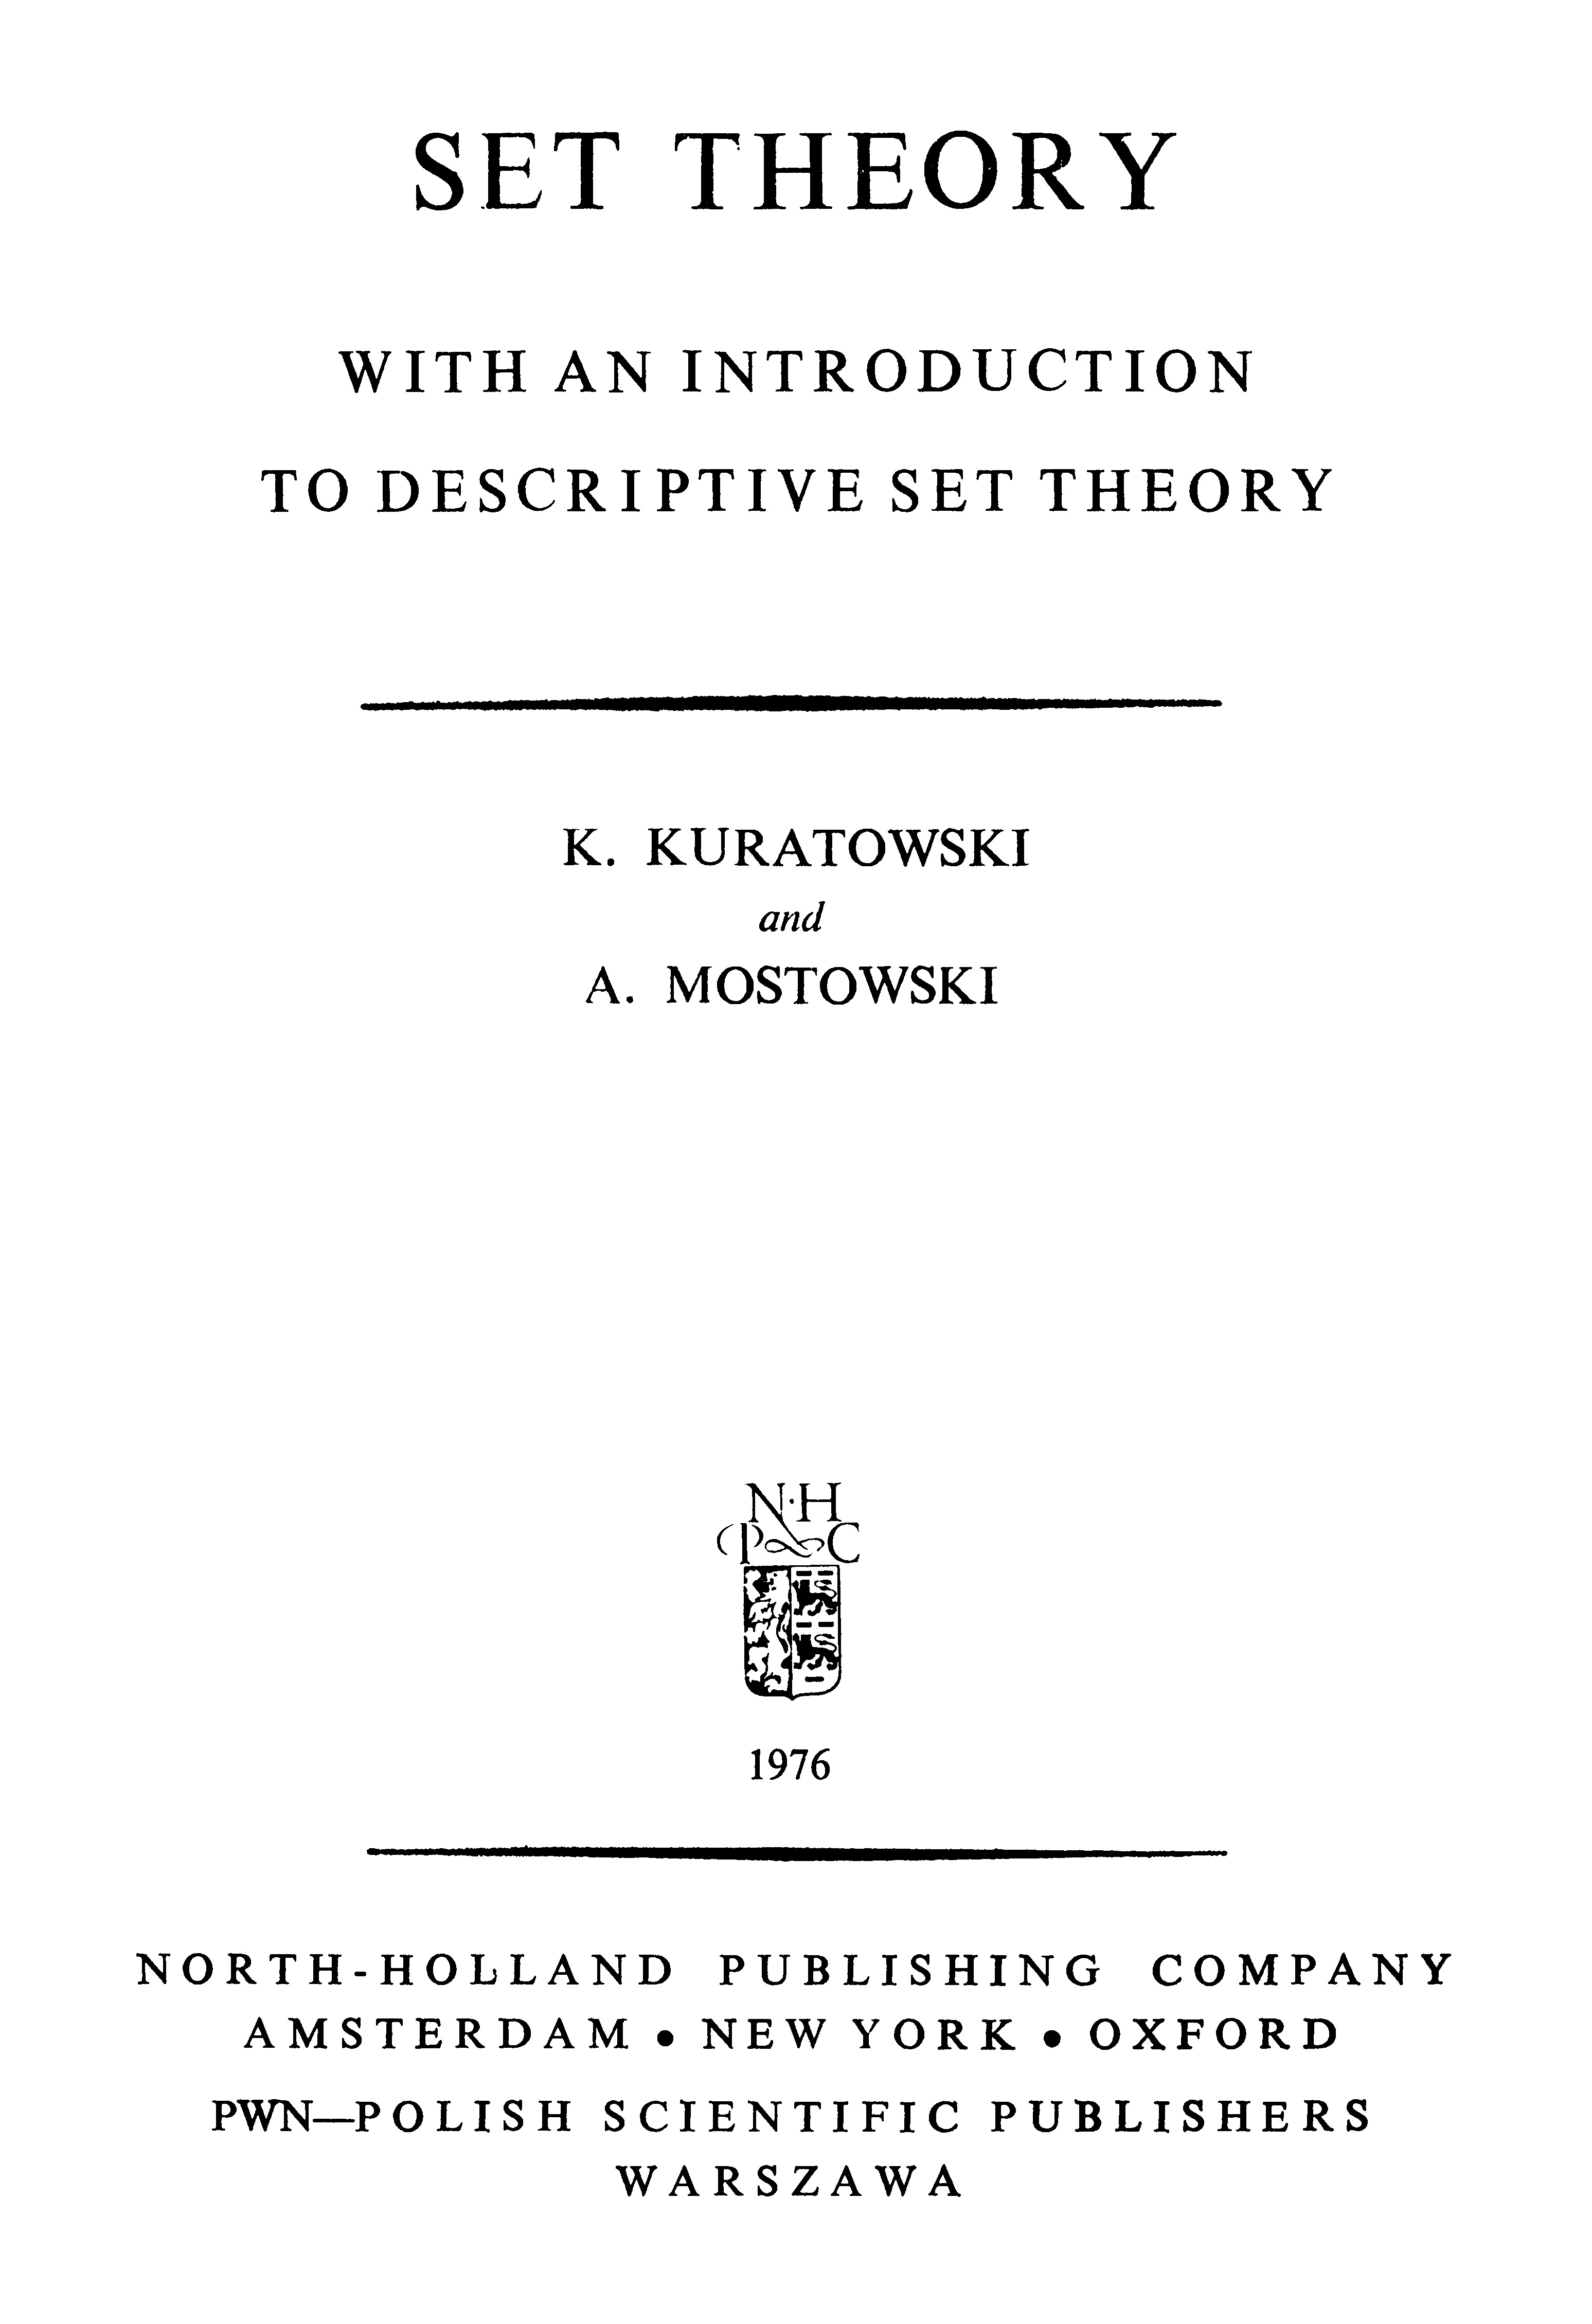 SET THEORY
WITH AN INTRODUCTION
TO DESCRIPTIVE SET THEORY
K. KURATOWSKI
and
A. MOSTOWSKI
N·H
P C
1976
NORTH-HOLLAND PUBLISHING COMPANY
AMSTERDAM • NEW YORK • OXFORD
PWN—POLISH SCIENTIFIC PUBLISHERS
WARSZAWA